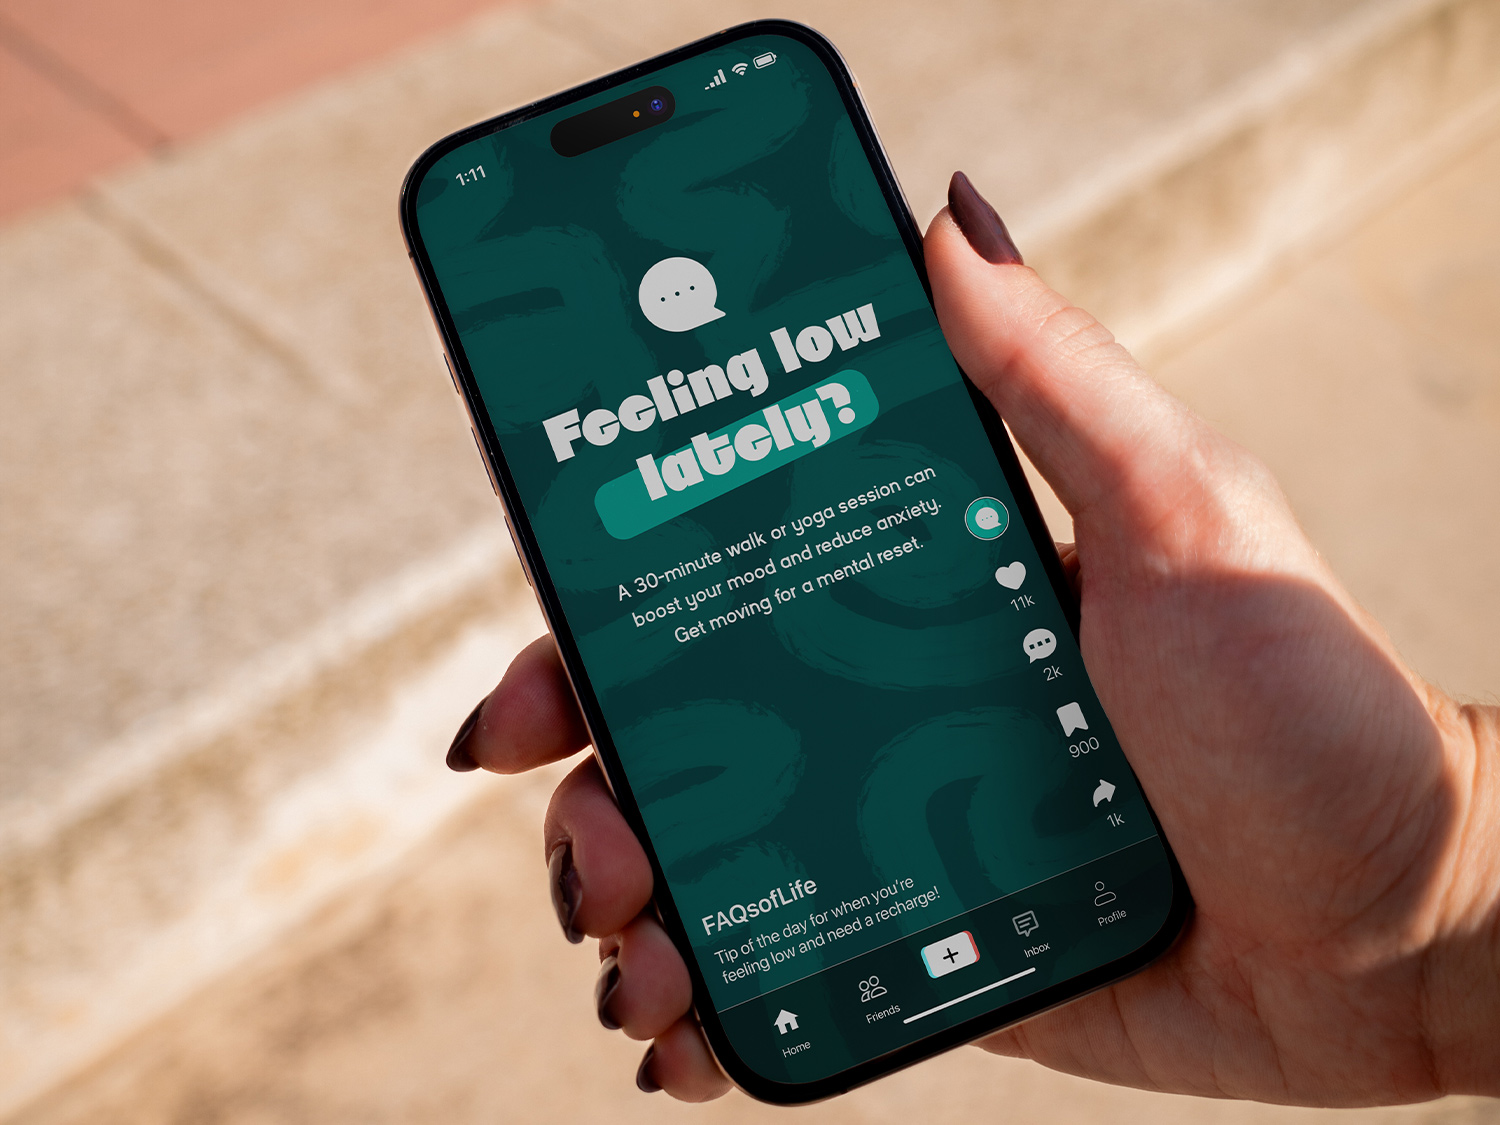 1:11
Feeling low
lately?
A 30-minute walk or yoga session can
boost your mood and reduce anxiety.
Get moving for a mental reset.
11k
2k
900
1k
FAQsofLife
Tip of the day for when you're
feeling low and need a recharge!
Home
Friends
Inbox
Profile